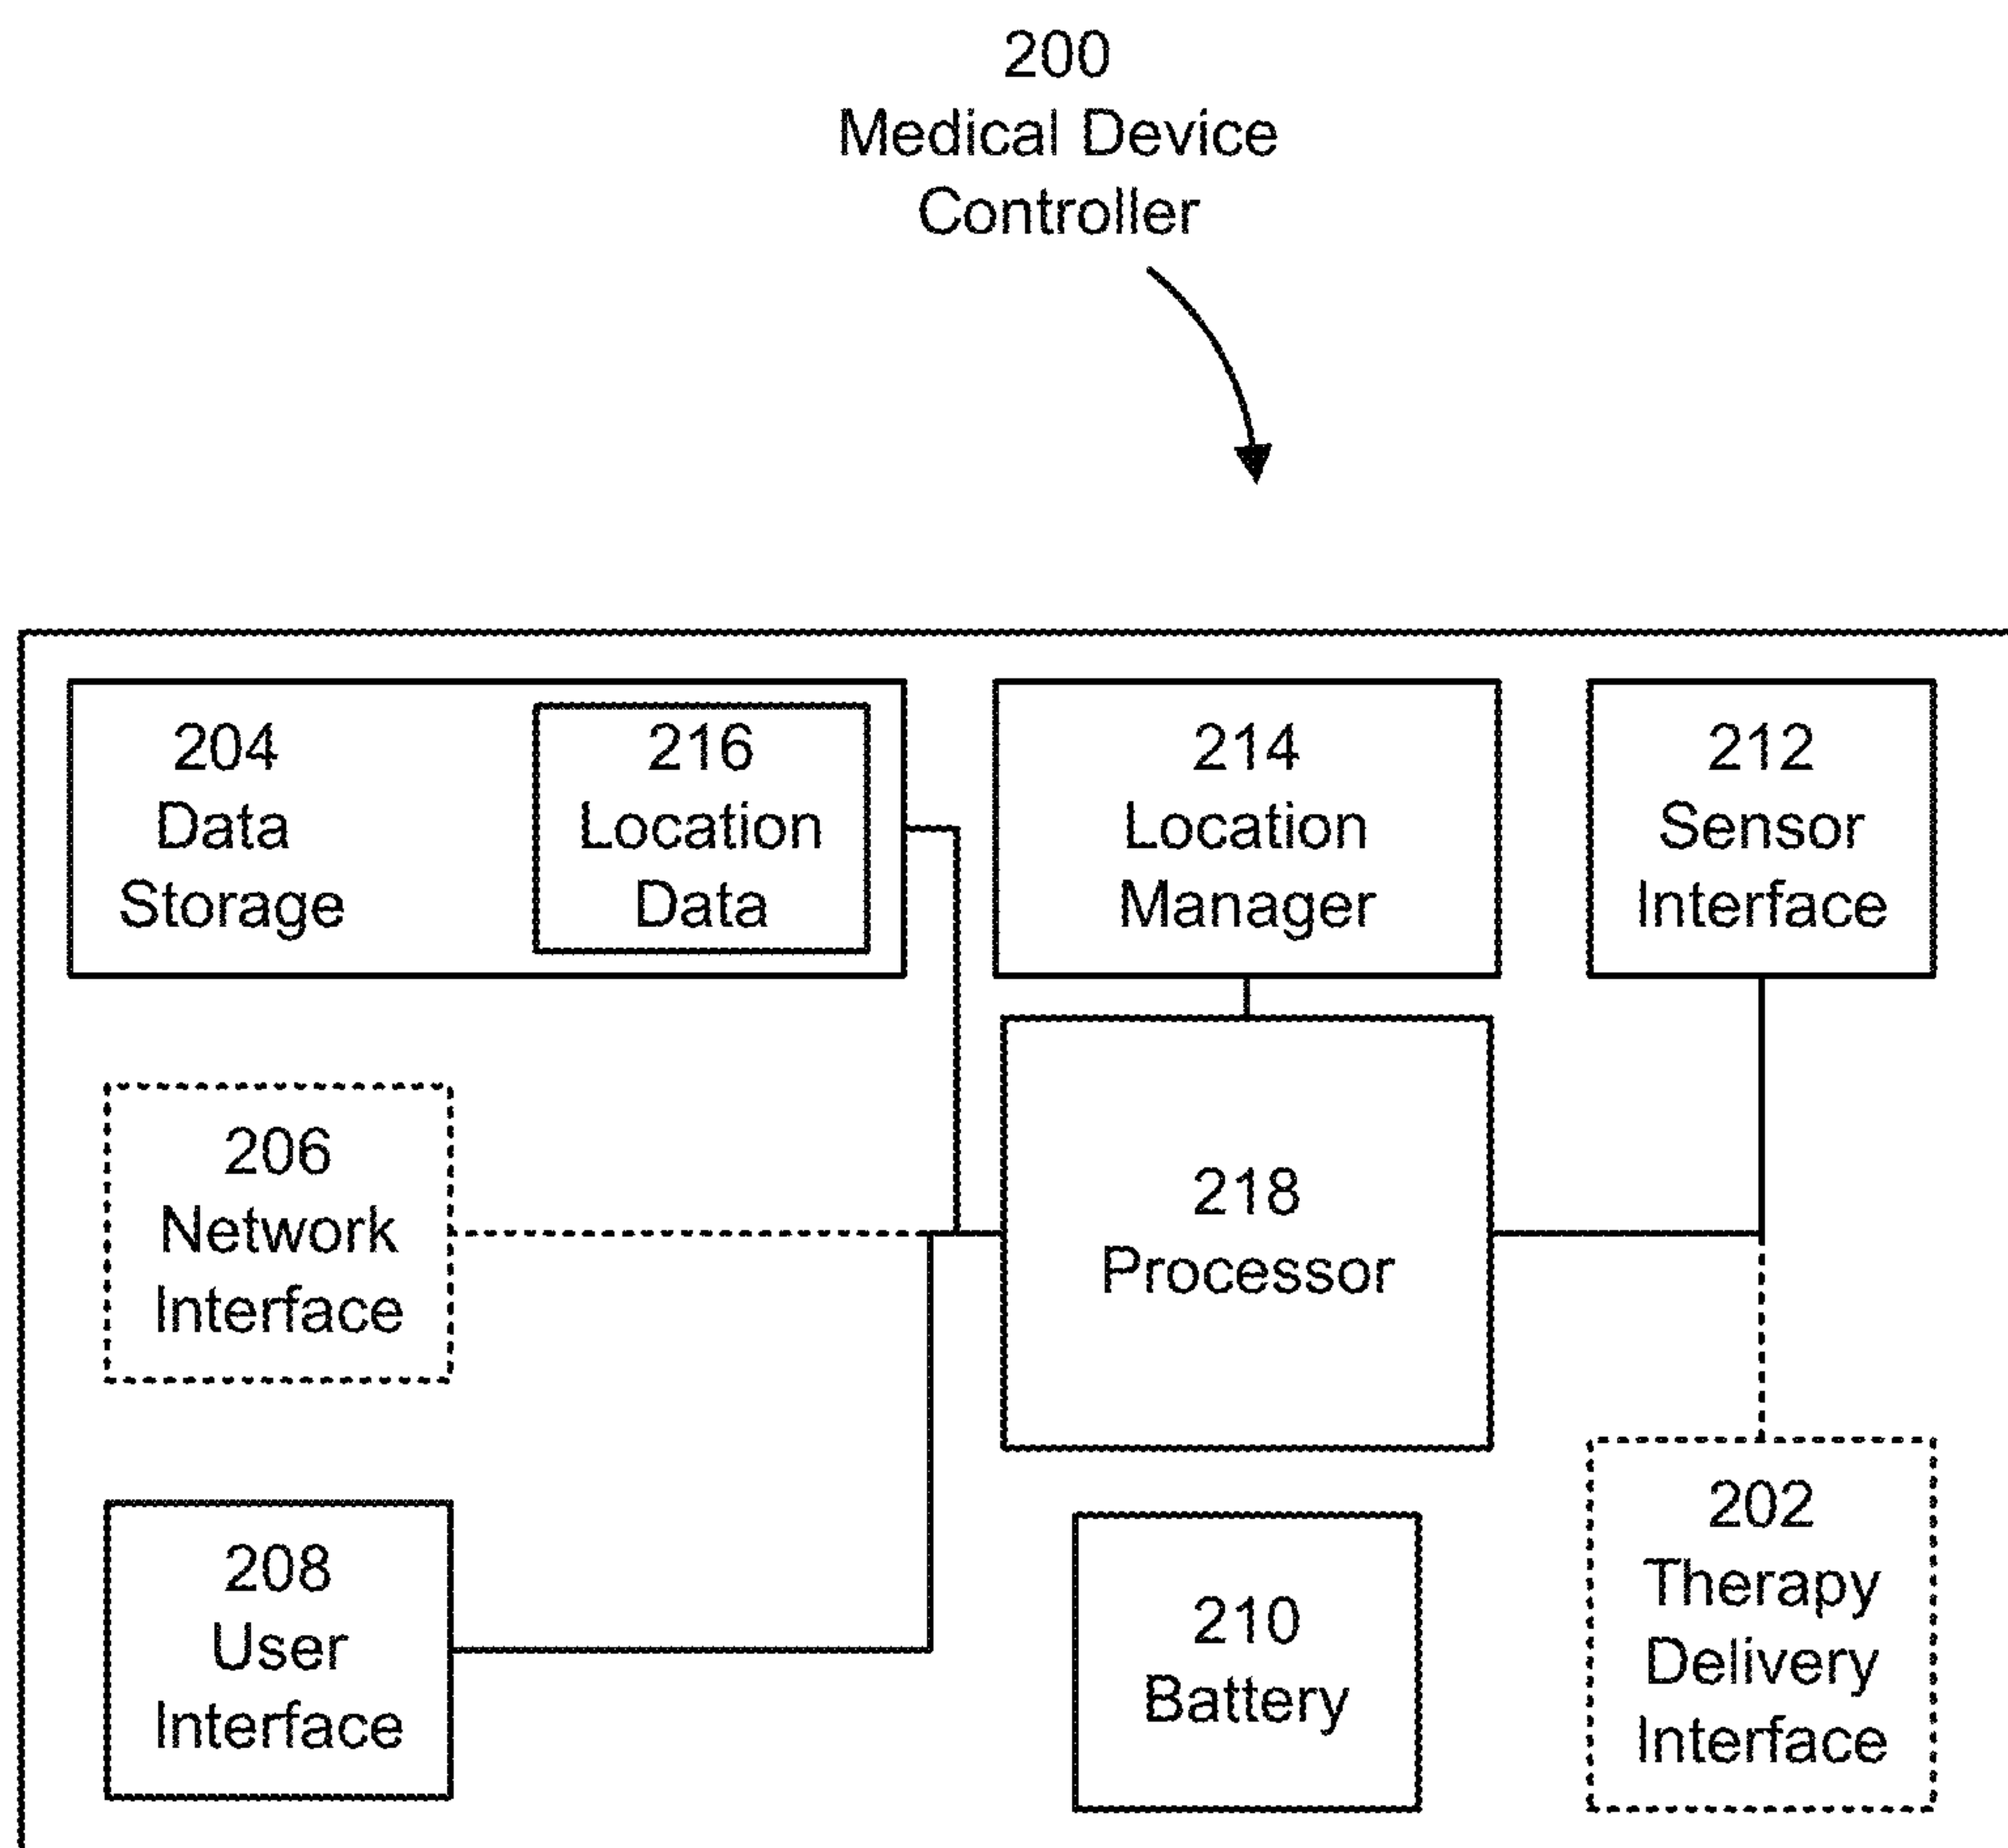 200
Medical Device
Controller
204
Data
Storage
216
Location
Data
214
Location
Manager
212
Sensor
Interface
206
Network
Interface
218
Processor
208
User
Interface
210
Battery
202
Therapy
Delivery
Interface